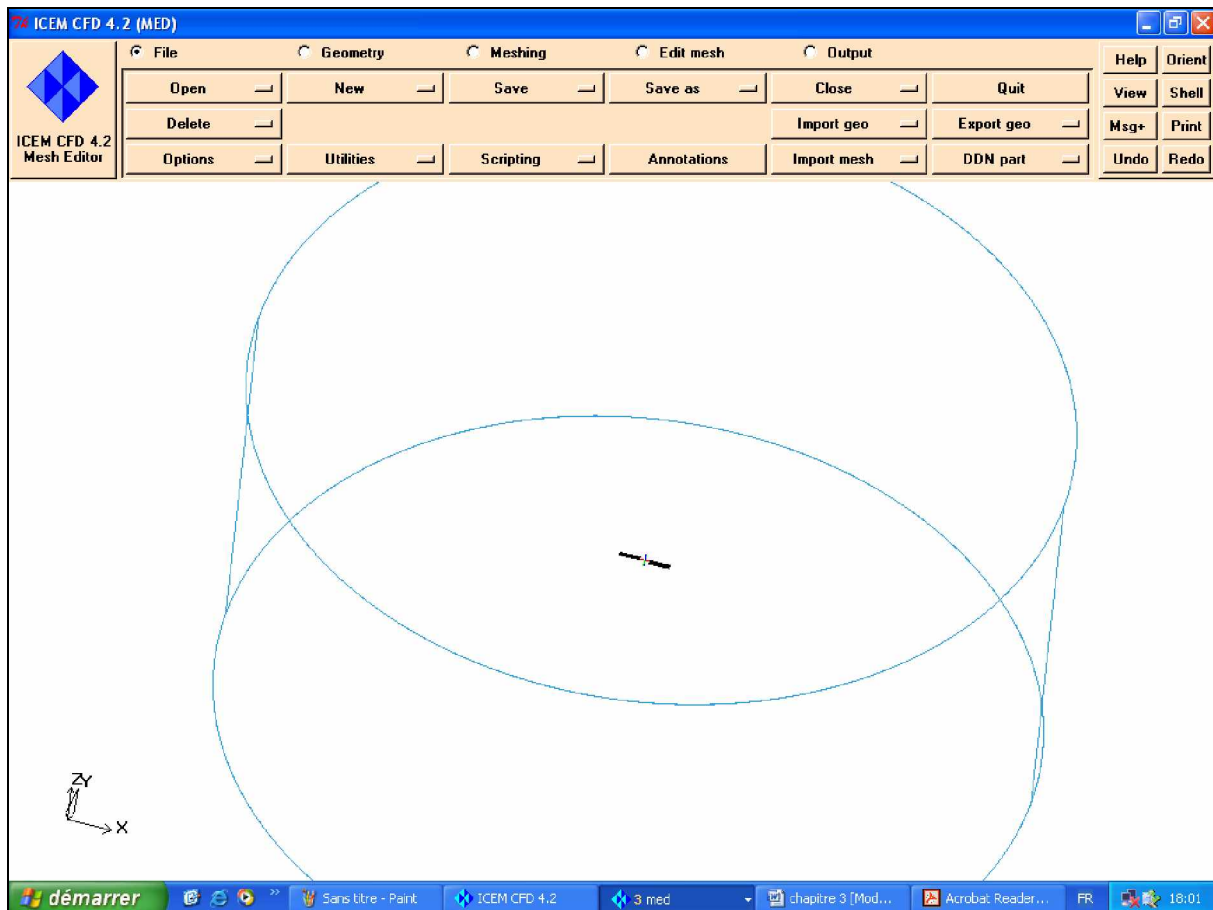 ICEM CFD 4.2 (MED)
File Geometry Meshing Edit mesh Output
Help Orient
Open New Save Save as Close Quit
View Shell
Delete Import geo Export geo
Msg+ Print
ICEM CFD 4.2
Mesh Editor
Options Utilities Scripting Annotations Import mesh DDN part
Undo Redo
Z Y
X
démarrer » Sans titre - Paint ICEM CFD 4.2 3 med chapitre 3 [Mod... Acrobat Reader... FR 18:01